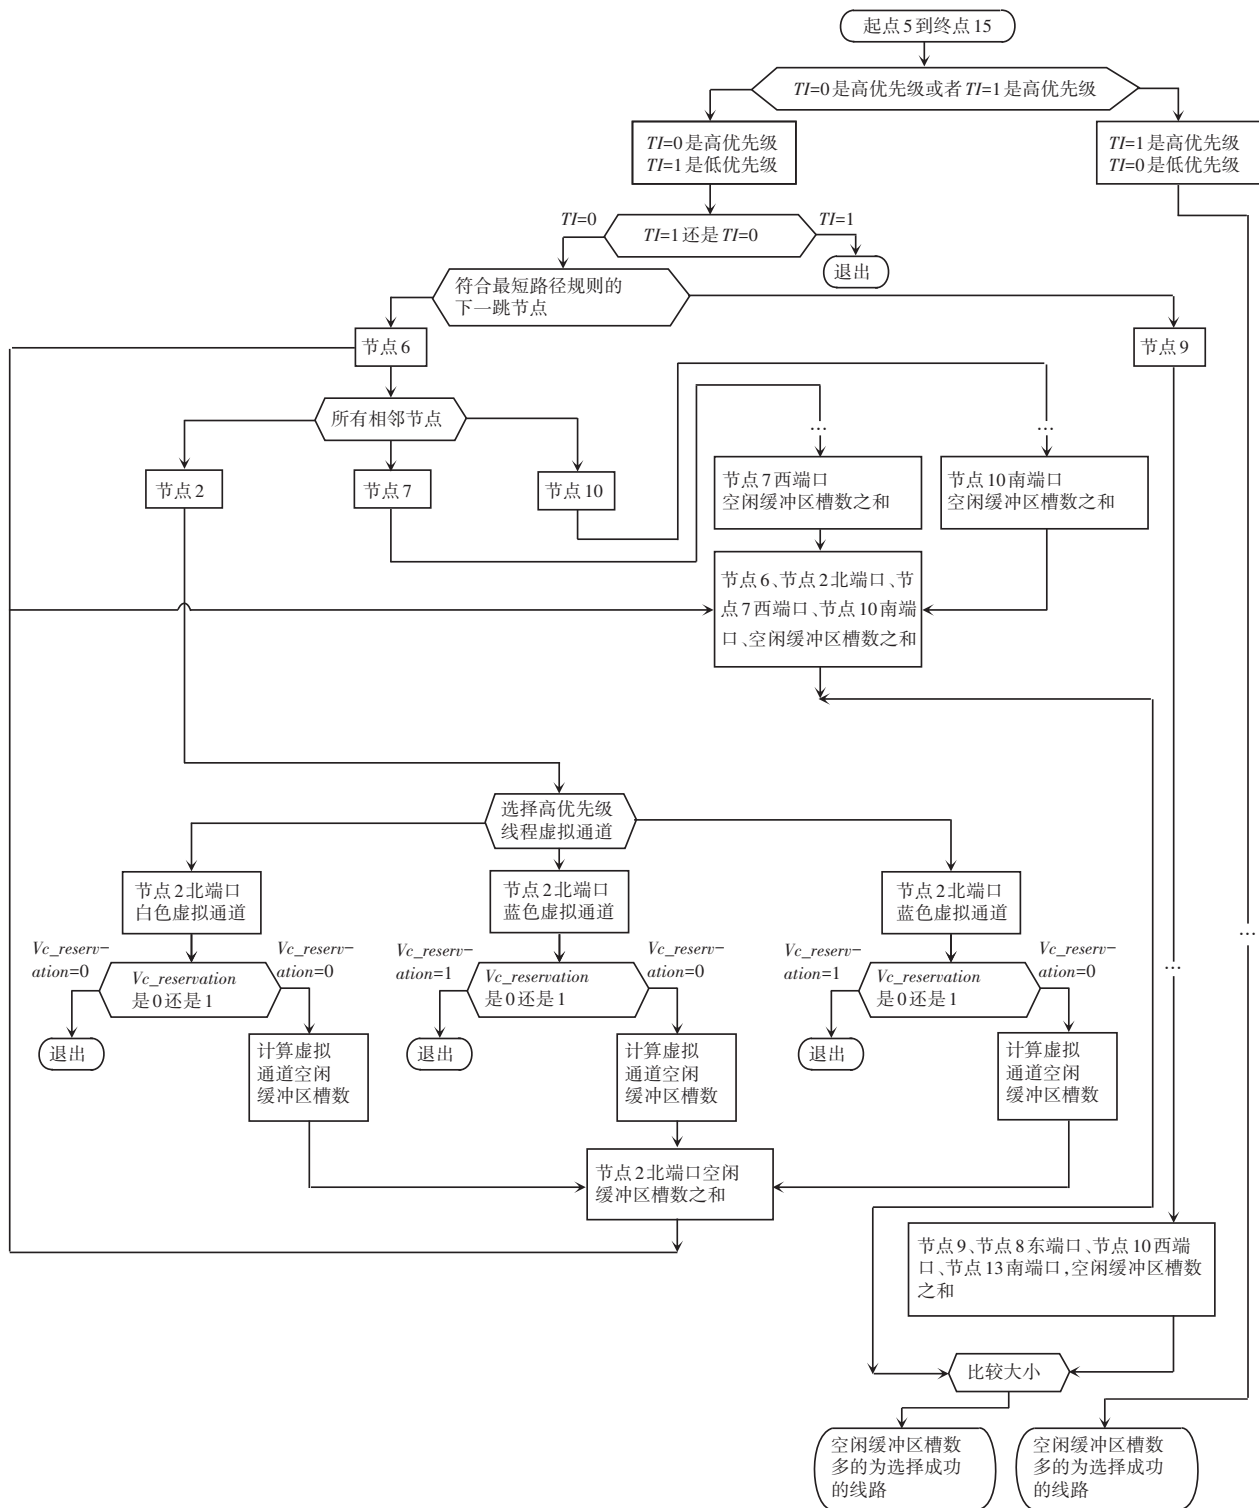 起点5到终点15
TI=0是高优先级或者TI=1是高优先级
TI=0是高优先级
TI=1是低优先级
TI=1是高优先级
TI=0是低优先级
TI=0
TI=1还是TI=0
TI=1
退出
符合最短路径规则的
下一跳节点
节点6
节点9
所有相邻节点
…
…
节点2
节点7
节点10
节点7西端口
空闲缓冲区槽数之和
节点10南端口
空闲缓冲区槽数之和
节点6、节点2北端口、节
点7西端口、节点10南端
口、空闲缓冲区槽数之和
选择高优先级
线程虚拟通道
节点2北端口
白色虚拟通道
节点2北端口
蓝色虚拟通道
节点2北端口
蓝色虚拟通道
…
Vc_reserv-
ation=0
Vc_reservation
是0还是1
Vc_reserv-
ation=0
Vc_reserv-
ation=1
Vc_reservation
是0还是1
Vc_reserv-
ation=0
Vc_reserv-
ation=1
Vc_reservation
是0还是1
Vc_reserv-
ation=0
…
退出
计算虚拟
通道空闲
缓冲区槽数
退出
计算虚拟
通道空闲
缓冲区槽数
退出
计算虚拟
通道空闲
缓冲区槽数
节点2北端口空闲
缓冲区槽数之和
节点9、节点8东端口、节点10西端
口、节点13南端口,空闲缓冲区槽数
之和
比较大小
空闲缓冲区槽数
多的为选择成功
的线路
空闲缓冲区槽数
多的为选择成功
的线路